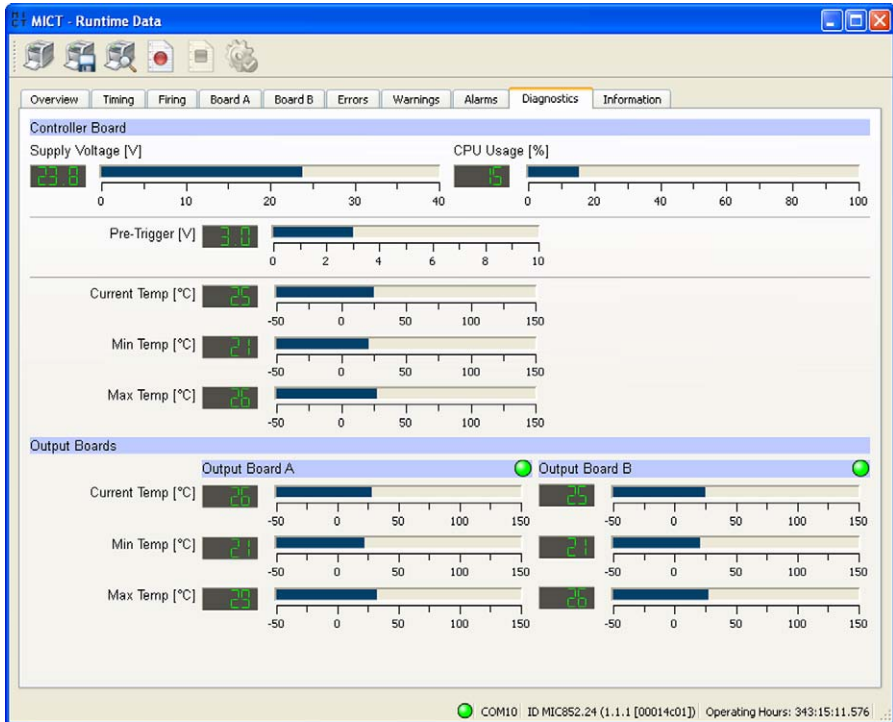 MICT - Runtime Data
Overview Timing Firing Board A Board B Errors Warnings Alarms Diagnostics Information
Controller Board
Supply Voltage [V] CPU Usage [%]
23.8 15
0 10 20 30 40 0 20 40 60 80 100
Pre-Trigger [V] 3.0
0 2 4 6 8 10
Current Temp [°C] 25
-50 0 50 100 150
Min Temp [°C] 21
-50 0 50 100 150
Max Temp [°C] 26
-50 0 50 100 150
Output Boards
Output Board A Output Board B
Current Temp [°C] 26 25
-50 0 50 100 150 -50 0 50 100 150
Min Temp [°C] 21 21
-50 0 50 100 150 -50 0 50 100 150
Max Temp [°C] 29 26
-50 0 50 100 150 -50 0 50 100 150
COM10 ID MIC852.24 (1.1.1 [00014c01]) Operating Hours: 343:15:11.576